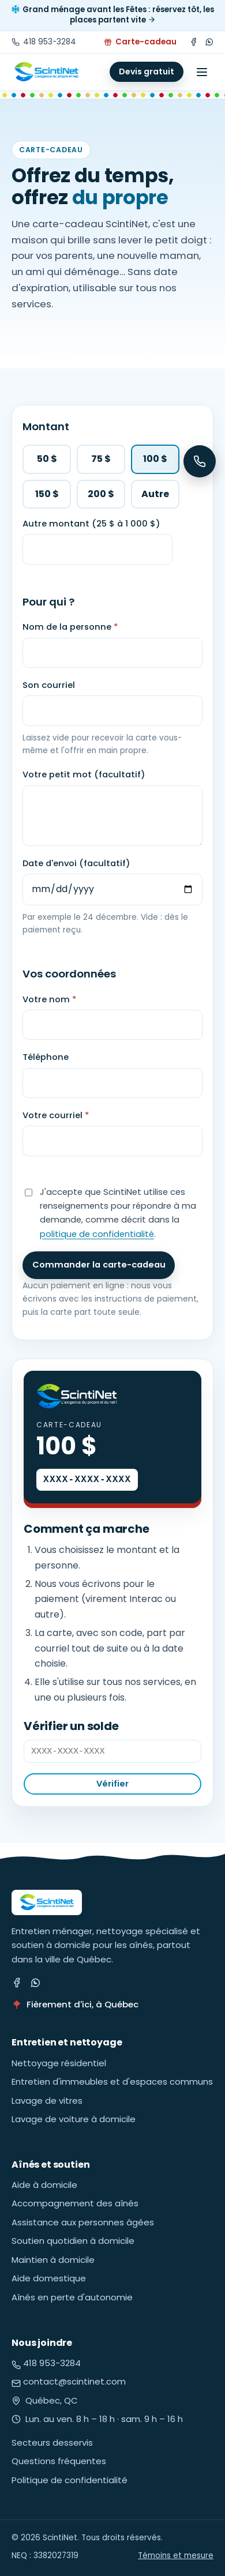 Grand ménage avant les Fêtes : réservez tôt, les
places partent vite →
418 953-3284
Carte-cadeau
ScintiNet
Devis gratuit
CARTE-CADEAU
Offrez du temps,
offrez du propre
Une carte-cadeau ScintiNet, c'est une
maison qui brille sans lever le petit doigt :
pour vos parents, une nouvelle maman,
un ami qui déménage... Sans date
d'expiration, utilisable sur tous nos
services.
Montant
50 $
75 $
100 $
150 $
200 $
Autre
Autre montant (25 $ à 1 000 $)
Pour qui ?
Nom de la personne *
Son courriel
Laissez vide pour recevoir la carte vous-
même et l'offrir en main propre.
Votre petit mot (facultatif)
Date d'envoi (facultatif)
mm/dd/yyyy
Par exemple le 24 décembre. Vide : dès le
paiement reçu.
Vos coordonnées
Votre nom *
Téléphone
Votre courriel *
J'accepte que ScintiNet utilise ces
renseignements pour répondre à ma
demande, comme décrit dans la
politique de confidentialité.
Commander la carte-cadeau
Aucun paiement en ligne : nous vous
écrivons avec les instructions de paiement,
puis la carte part toute seule.
ScintiNet
L'élégance du propre et du net !
CARTE-CADEAU
100 $
XXXX-XXXX-XXXX
Comment ça marche
1. Vous choisissez le montant et la
personne.
2. Nous vous écrivons pour le
paiement (virement Interac ou
autre).
3. La carte, avec son code, part par
courriel tout de suite ou à la date
choisie.
4. Elle s'utilise sur tous nos services, en
une ou plusieurs fois.
Vérifier un solde
XXXX-XXXX-XXXX
Vérifier
ScintiNet
Entretien ménager, nettoyage spécialisé et
soutien à domicile pour les aînés, partout
dans la ville de Québec.
Fièrement d'ici, à Québec
Entretien et nettoyage
Nettoyage résidentiel
Entretien d'immeubles et d'espaces communs
Lavage de vitres
Lavage de voiture à domicile
Aînés et soutien
Aide à domicile
Accompagnement des aînés
Assistance aux personnes âgées
Soutien quotidien à domicile
Maintien à domicile
Aide domestique
Aînés en perte d'autonomie
Nous joindre
418 953-3284
contact@scintinet.com
Québec, QC
Lun. au ven. 8 h – 18 h · sam. 9 h – 16 h
Secteurs desservis
Questions fréquentes
Politique de confidentialité
© 2026 ScintiNet. Tous droits réservés.
NEQ : 3382027319
Témoins et mesure